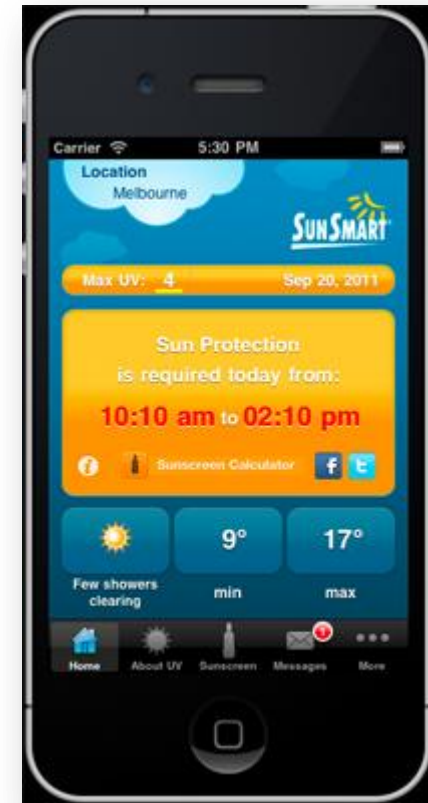 Carrier 5:30 PM
Location
Melbourne
SUNSMART
Max UV: 4 Sep 20, 2011
Sun Protection
is required today from:
10:10 am to 02:10 pm
i Sunscreen Calculator f t
9° 17°
Few showers
clearing
min max
1
Home About UV Sunscreen Messages More